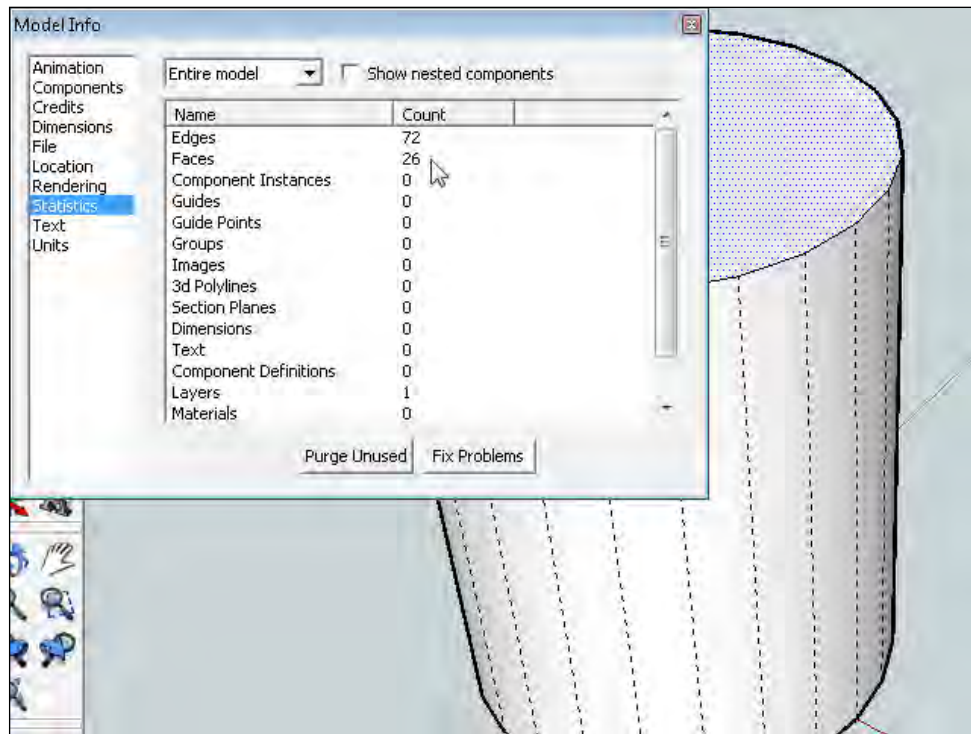 Model Info
Animation
Components
Credits
Dimensions
File
Location
Rendering
Statistics
Text
Units
Entire model
Show nested components
Name Count
Edges 72
Faces 26
Component Instances 0
Guides 0
Guide Points 0
Groups 0
Images 0
3d Polylines 0
Section Planes 0
Dimensions 0
Text 0
Component Definitions 0
Layers 1
Materials 0
Purge Unused Fix Problems